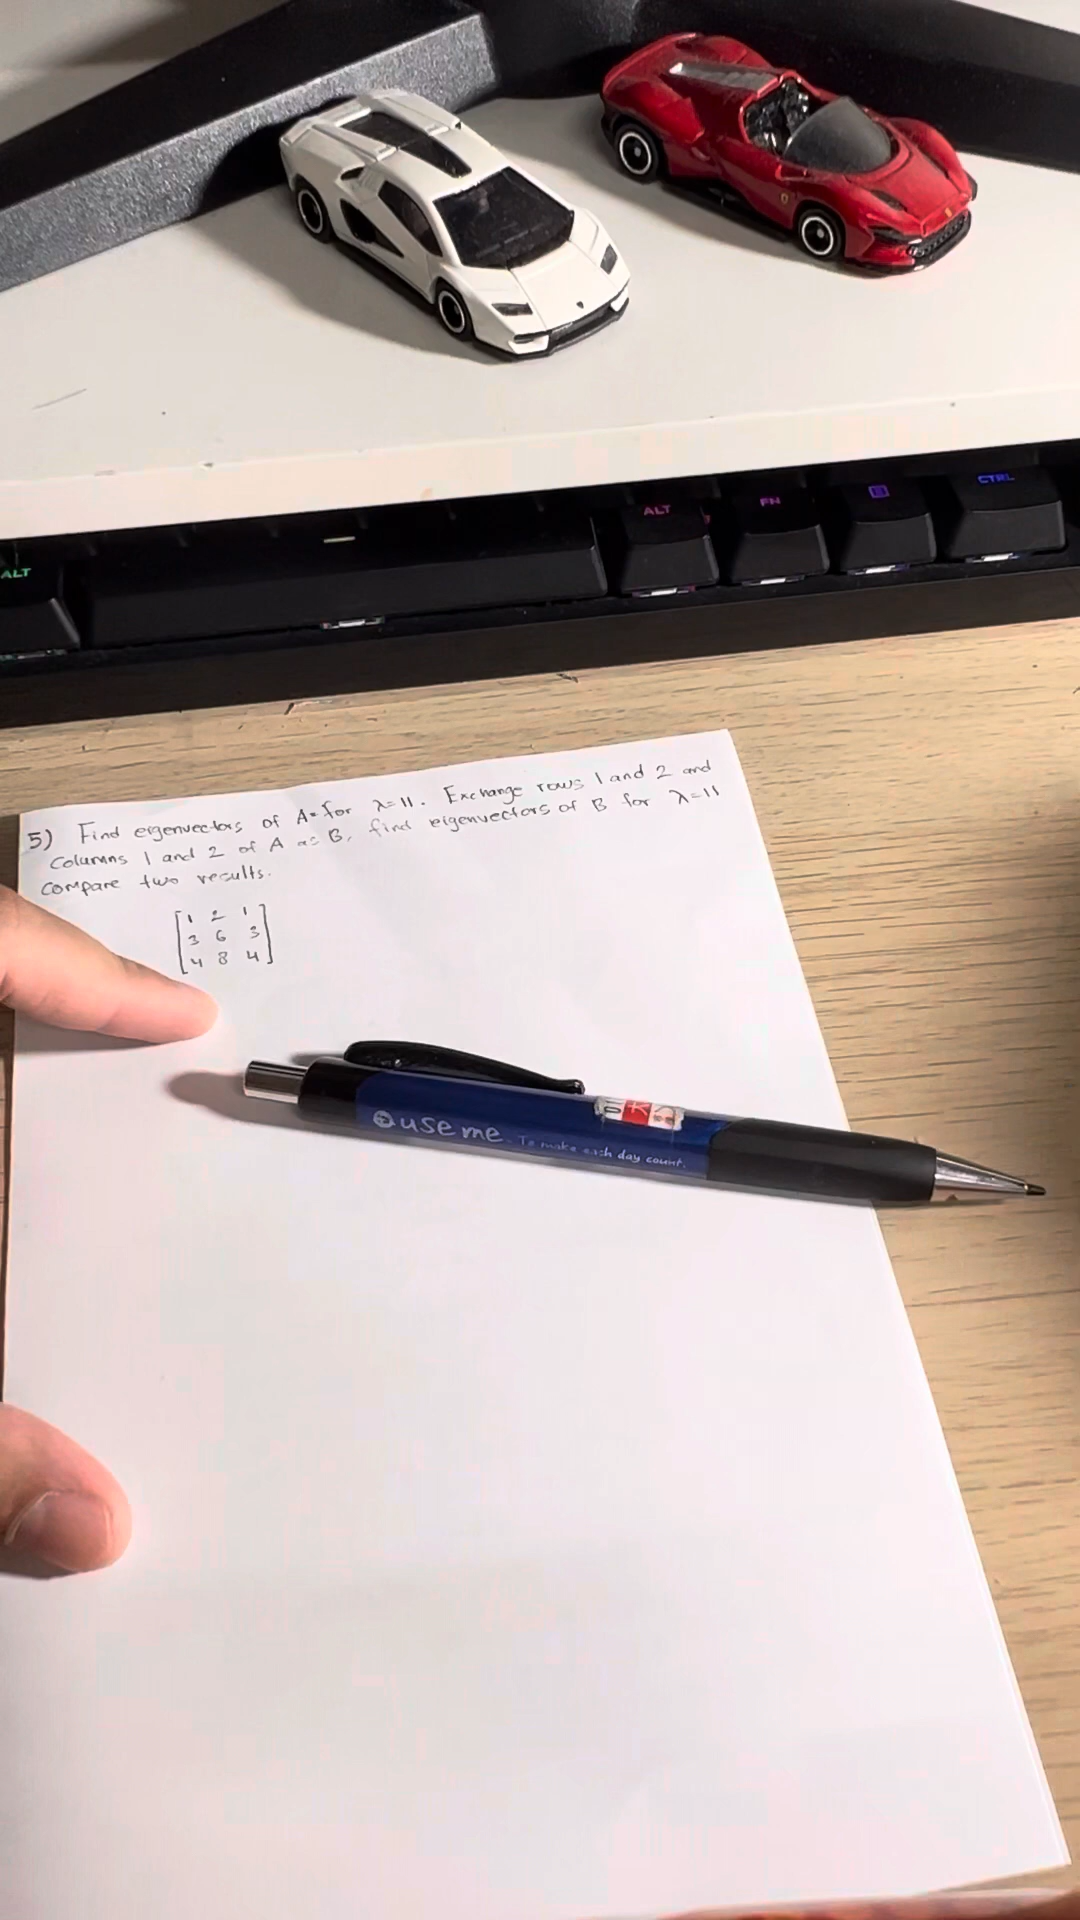 ALT
FN
CTRL
ALT
5) Find eigenvectors of A= for λ=11. Exchange rows 1 and 2 and
Columns 1 and 2 of A as B, find eigenvectors of B for λ=11
compare two results.
1 2 1
3 6 3
4 8 4
use me. To make each day count.